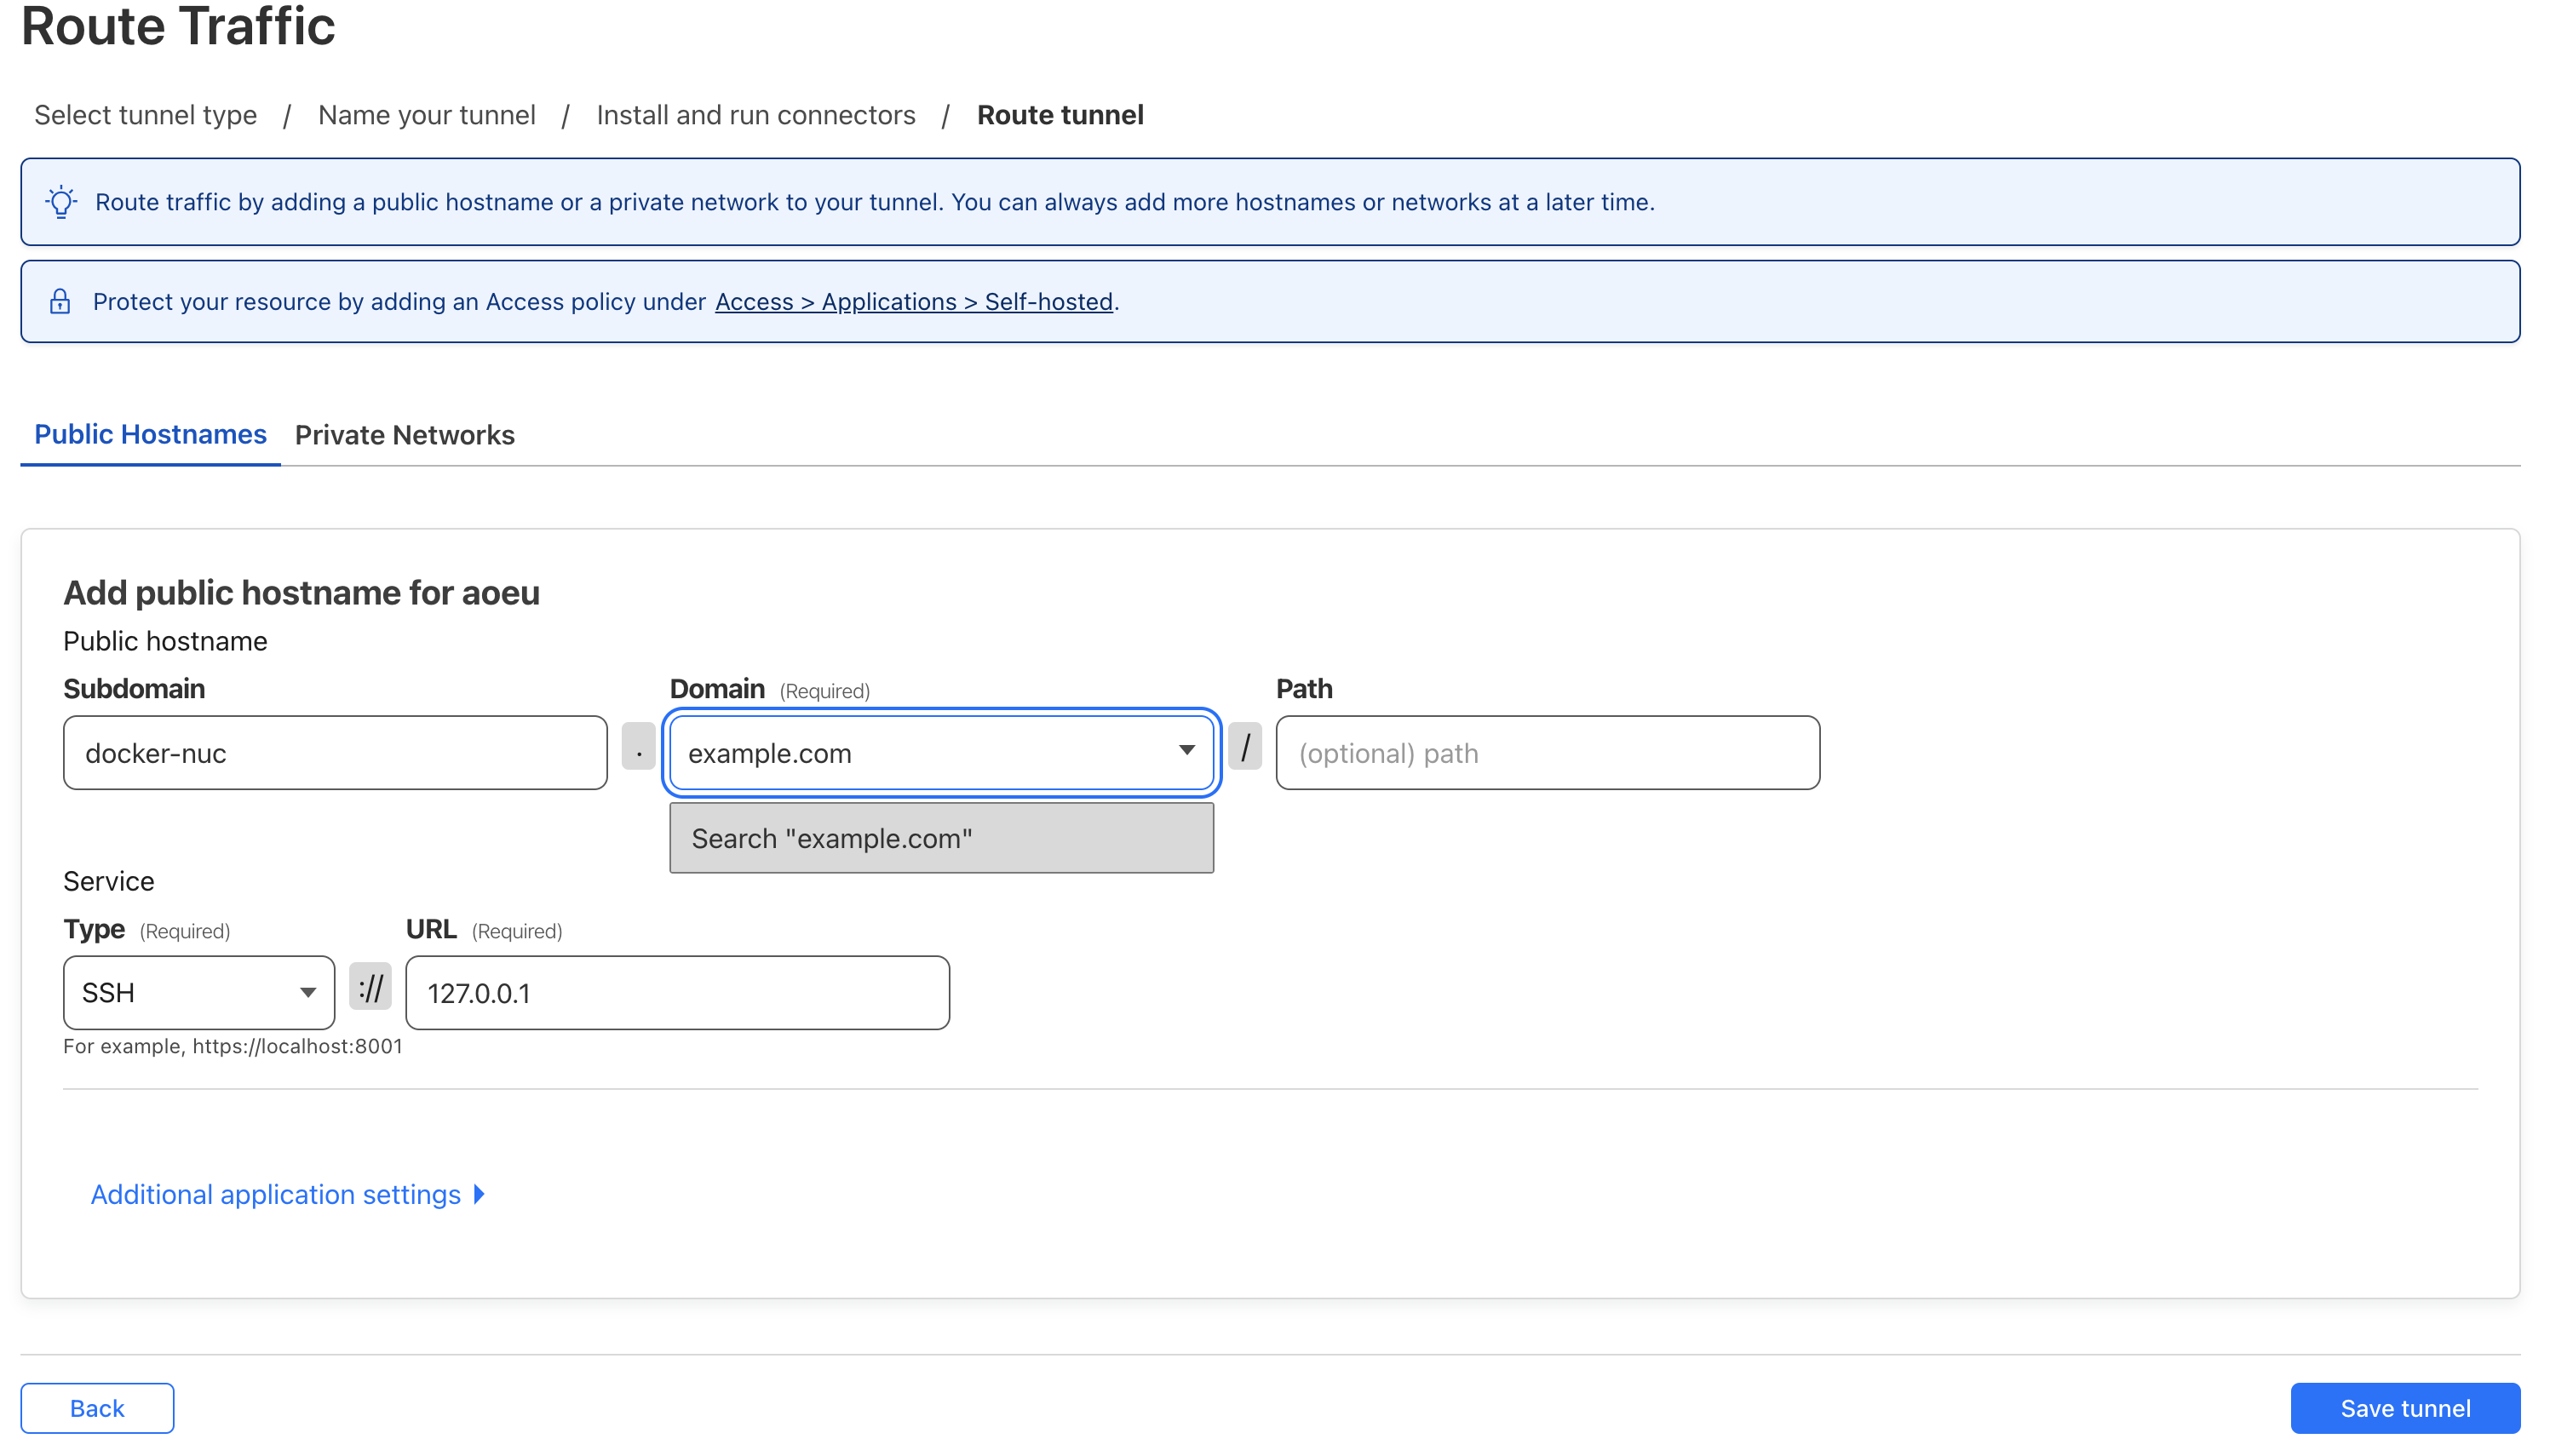 Route Traffic
Select tunnel type / Name your tunnel / Install and run connectors / Route tunnel
Route traffic by adding a public hostname or a private network to your tunnel. You can always add more hostnames or networks at a later time.
Protect your resource by adding an Access policy under Access > Applications > Self-hosted.
Public Hostnames Private Networks
Add public hostname for aoeu
Public hostname
Subdomain Domain (Required) Path
docker-nuc . example.com / (optional) path
Search "example.com"
Service
Type (Required) URL (Required)
SSH :// 127.0.0.1
For example, https://localhost:8001
Additional application settings
Back Save tunnel